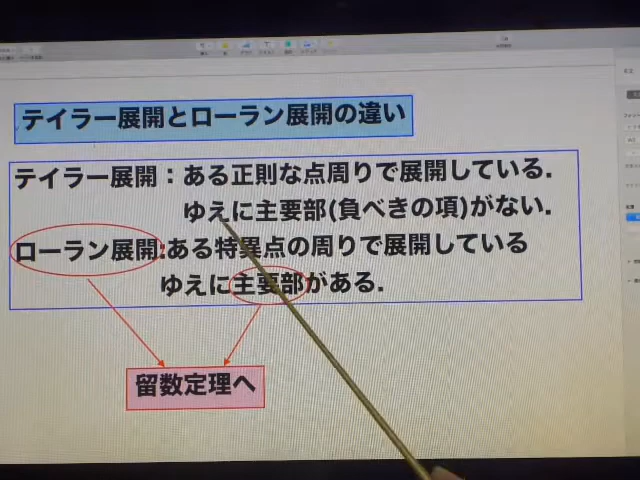 テイラー展開とローラン展開の違い
テイラー展開：ある正則な点周りで展開している.
ゆえに主要部(負べきの項)がない.
ローラン展開:ある特異点の周りで展開している
ゆえに主要部がある.
留数定理へ